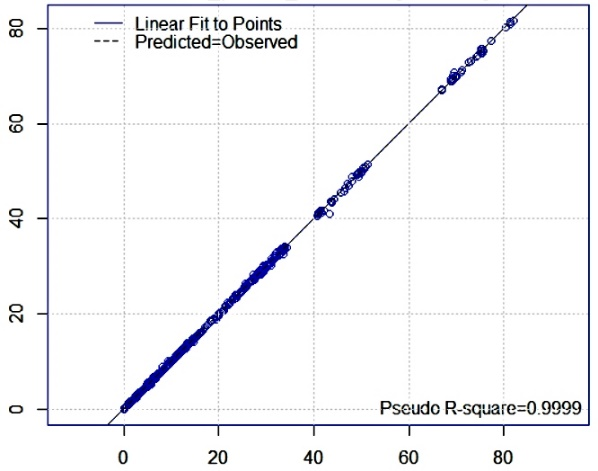 Linear Fit to Points
Predicted=Observed
80
60
40
20
0
Pseudo R-square=0.9999
0 20 40 60 80